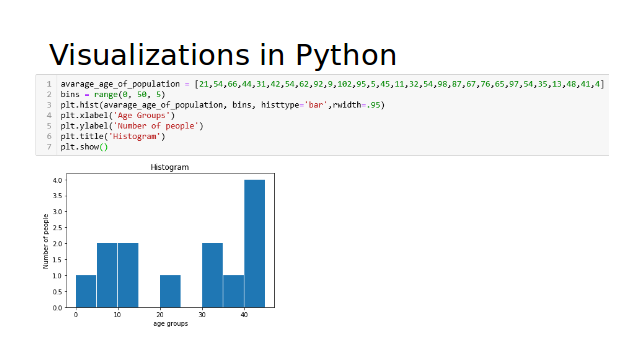 Visualizations in Python
1 avarage_age_of_population = [21,54,66,44,31,42,54,62,92,9,102,95,5,45,11,32,54,98,87,67,76,65,97,54,35,13,48,41,4]
2 bins = range(0, 50, 5)
3 plt.hist(avarage_age_of_population, bins, histtype='bar',rwidth=.95)
4 plt.xlabel('Age Groups')
5 plt.ylabel('Number of people')
6 plt.title('Histogram')
7 plt.show()
Histogram
4.0
3.5
3.0
2.5
2.0
1.5
1.0
0.5
0.0
Number of people
0 10 20 30 40
age groups